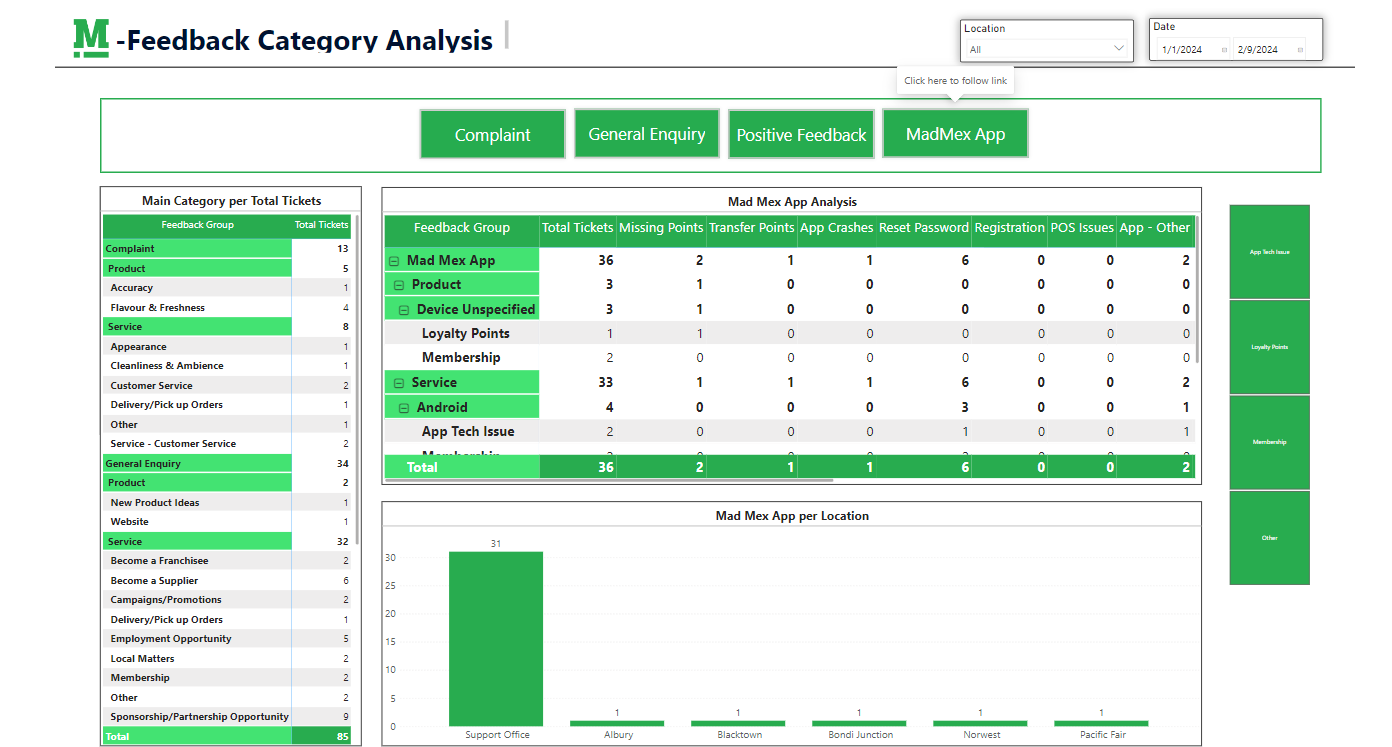 M -Feedback Category Analysis
Location
All
Date
1/1/2024 2/9/2024
Click here to follow link
Complaint General Enquiry Positive Feedback MadMex App
Main Category per Total Tickets
Feedback Group Total Tickets
Complaint 13
Product 5
Accuracy 1
Flavour & Freshness 4
Service 8
Appearance 1
Cleanliness & Ambience 1
Customer Service 2
Delivery/Pick up Orders 1
Other 1
Service - Customer Service 2
General Enquiry 34
Product 2
New Product Ideas 1
Website 1
Service 32
Become a Franchisee 2
Become a Supplier 6
Campaigns/Promotions 2
Delivery/Pick up Orders 1
Employment Opportunity 5
Local Matters 2
Membership 2
Other 2
Sponsorship/Partnership Opportunity 9
Total 85
Mad Mex App Analysis
Feedback Group Total Tickets Missing Points Transfer Points App Crashes Reset Password Registration POS Issues App - Other
Mad Mex App 36 2 1 1 6 0 0 2
Product 3 1 0 0 0 0 0 0
Device Unspecified 3 1 0 0 0 0 0 0
Loyalty Points 1 1 0 0 0 0 0 0
Membership 2 0 0 0 0 0 0 0
Service 33 1 1 1 6 0 0 2
Android 4 0 0 0 3 0 0 1
App Tech Issue 2 0 0 0 1 0 0 1
Total 36 2 1 1 6 0 0 2
Mad Mex App per Location
30
25
20
15
10
5
0
31
1 1 1 1 1
Support Office Albury Blacktown Bondi Junction Norwest Pacific Fair
App Tech Issue
Loyalty Points
Membership
Other